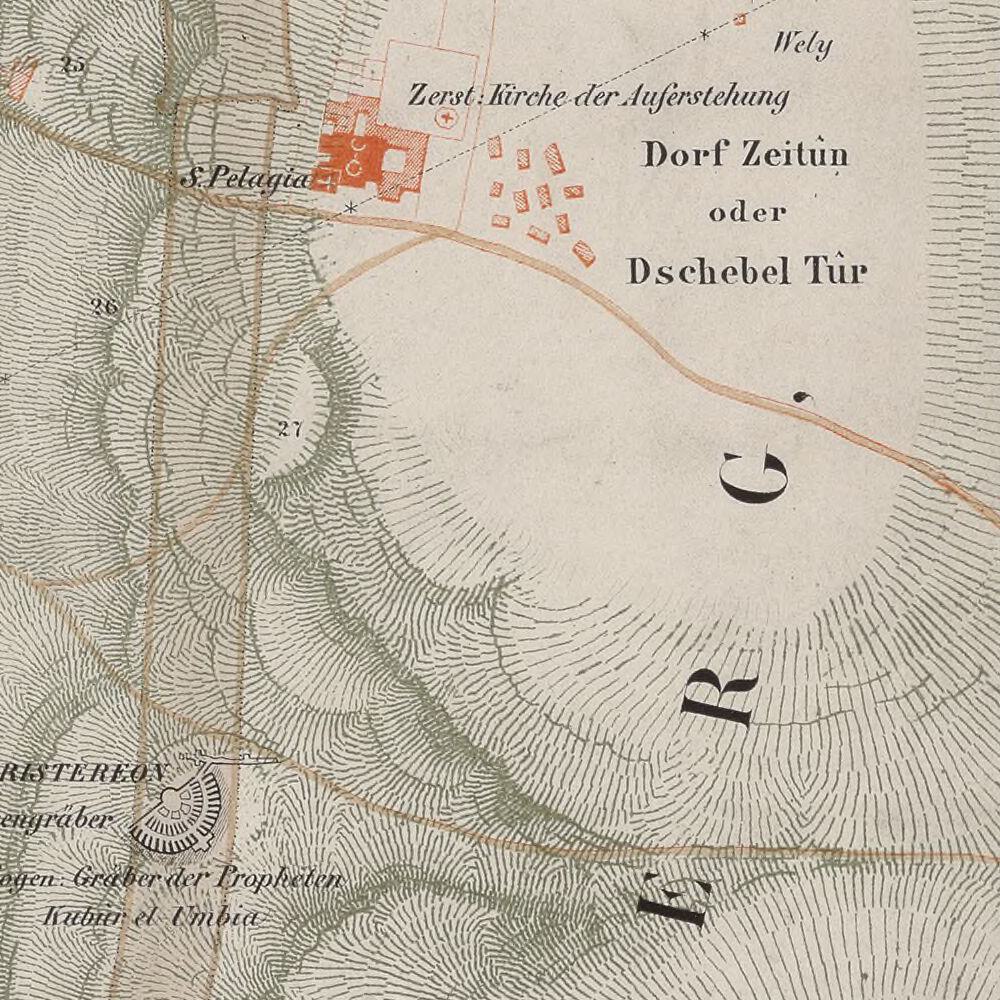 25
Wely
Zerst: Kirche der Auferstehung
Dorf Zeitûn
oder
Dschebel Tûr
S. Pelagia
26
27
G
R
E
RISTEREON
engräber
ogen: Gräber der Propheten
Kubûr el Umbia